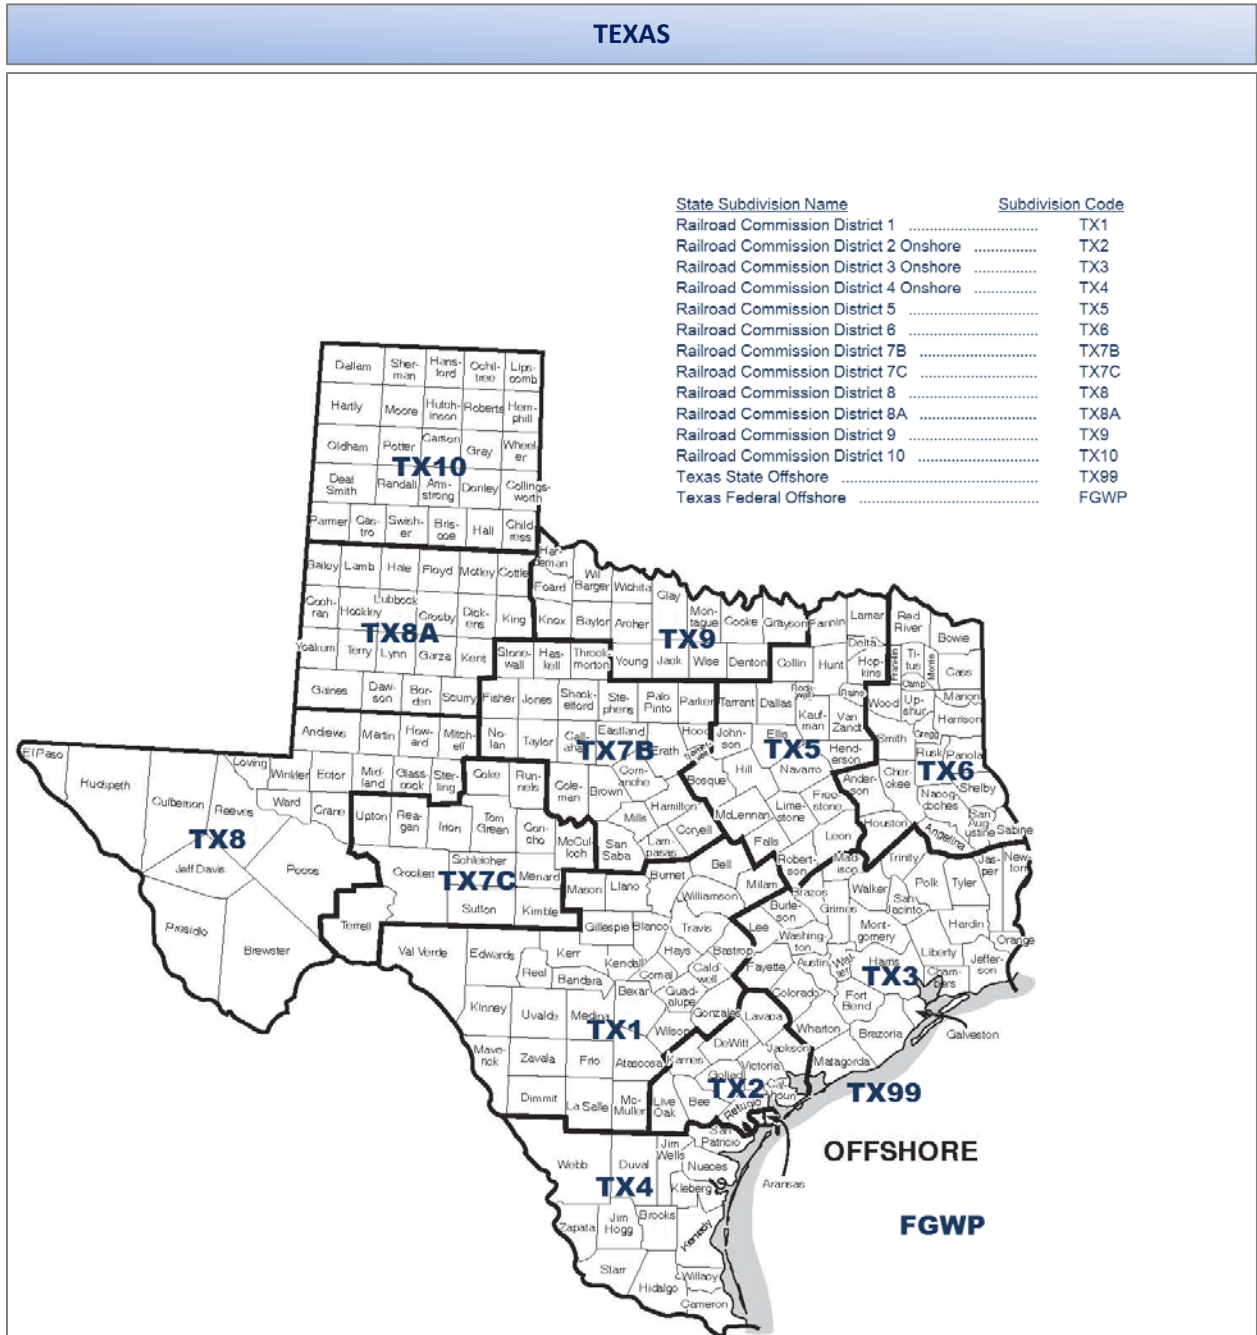 TEXAS
State Subdivision Name Subdivision Code
Railroad Commission District 1 .............................. TX1
Railroad Commission District 2 Onshore ............... TX2
Railroad Commission District 3 Onshore ............... TX3
Railroad Commission District 4 Onshore ............... TX4
Railroad Commission District 5 .............................. TX5
Railroad Commission District 6 .............................. TX6
Railroad Commission District 7B ........................... TX7B
Railroad Commission District 7C ........................... TX7C
Railroad Commission District 8 .............................. TX8
Railroad Commission District 8A ........................... TX8A
Railroad Commission District 9 .............................. TX9
Railroad Commission District 10 ............................ TX10
Texas State Offshore ............................................... TX99
Texas Federal Offshore ........................................... FGWP
Dallam Sher-
man Hans-
ford Ochil-
tree Lips-
comb
Hartly Moore Hutch-
inson Roberts Hem-
phill
Oldham Potter Carson Gray Wheel-
er
TX10
Deaf
Smith Randall Arm-
strong Donley Collings-
worth
Parmer Cas-
tro Swish-
er Bris-
coe Hall Child-
ress
Bailey Lamb Hale Floyd Motley Cottle
Coch-
ran Hockley Lubbock Crosby Dick-
ens King
TX8A
Yoakum Terry Lynn Garza Kent
Gaines Daw-
son Bor-
den Scurry
Har-
deman
Foard Wil
Barger Wichita Clay
Knox Baylor Archer Mon-
tague Cooke Grayson
TX9
Young Jack Wise Denton
Fannin Lamar Red
River Bowie
Collin Hunt Delta Hop-
kins Franklin Ti-
tus Morris Cass
Camp
Wood Up-
shur Marion
Harrison
Gregg
Smith Rusk Panola
TX6
Cher-
okee Nacog-
doches Shelby
San
Aug-
ustine Sabine
Houston Angelina
Stone-
wall Has-
kell Throck-
morton
Fisher Jones Shack-
elford Ste-
phens Palo
Pinto Parker
No-
lan Taylor Cal-
lahan Eastland Hood
TX7B
Erath
Cole-
man Brown Com-
anche
Mills Hamilton
San
Saba Lam-
pasas Coryell
Tarrant Dallas Rock-
wall Rains
Kauf-
man Van
Zandt
John-
son Ellis Hend-
erson
TX5
Bosque Hill Navarro Ander-
son
McLennan Lime-
stone Free-
stone
Falls Leon
Robert-
son
Andrews Martin How-
ard Mitch-
ell
El Paso Hudspeth Culberson Reeves Loving Winkler Ector Mid-
land Glass-
cock Ster-
ling
Ward Crane
TX8
Jeff Davis Pecos
Presidio Brewster Terrell
Coke Run-
nels
Upton Rea-
gan Irion Tom
Green Con-
cho McCul-
loch
Crockett Schleicher Menard
TX7C
Sutton Kimble
Mason Llano Burnet Bell
Williamson Milam
Gillespie Blanco Travis
Val Verde Edwards Kerr Kendall Hays Bastrop
Real Bandera Comal Cald
well
Bexar Guad-
alupe
Kinney Uvalde Medina Gonzales
TX1
Wilson
Mave-
rick Zavala Frio Atascosa
Dimmit La Salle Mc-
Mullen
Mad
ison Trinity Jas-
per New-
ton
Brazos Walker Polk Tyler
Burle-
son Grimes San
Jacinto
Lee Washing-
ton Mont-
gomery Hardin
Liberty Orange
Fayette Austin Wal
ler Harris Jeffer-
son
TX3
Cham-
bers
Colorado Fort
Bend
Wharton Brazoria Galveston
Matagorda
Lavaca
DeWitt Jackson
Karnes Goliad Victoria
TX2
Cal-
houn
Live
Oak Bee Refugio
Aransas
TX99
OFFSHORE
FGWP
San
Patricio
Jim
Wells
Webb Duval Nueces
TX4
Kleberg
Zapata Jim
Hogg Brooks Kenedy
Starr Hidalgo Willacy
Cameron